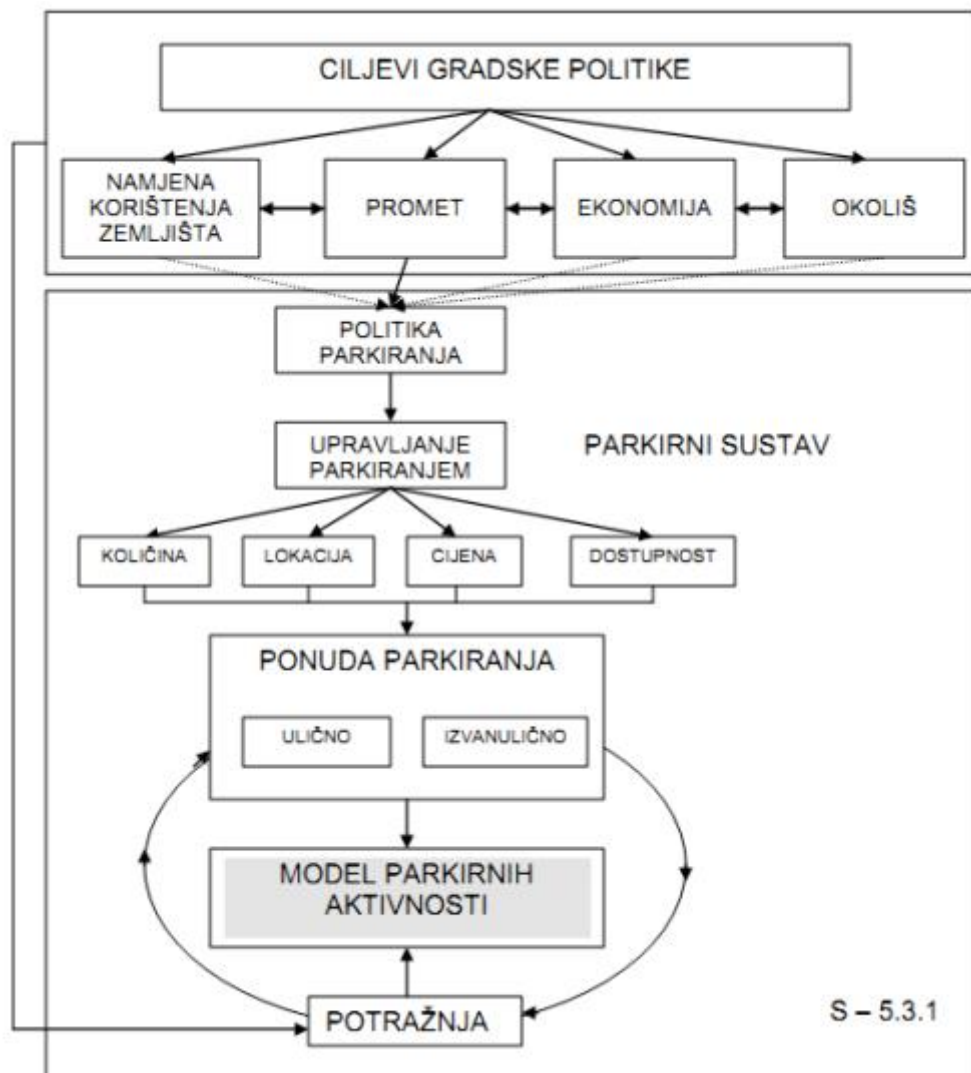 CILJEVI GRADSKE POLITIKE
NAMJENA
KORIŠTENJA
ZEMLJIŠTA
PROMET
EKONOMIJA
OKOLIŠ
POLITIKA
PARKIRANJA
UPRAVLJANJE
PARKIRANJEM
PARKIRNI SUSTAV
KOLIČINA
LOKACIJA
CIJENA
DOSTUPNOST
PONUDA PARKIRANJA
ULIČNO
IZVANULIČNO
MODEL PARKIRNIH
AKTIVNOSTI
POTRAŽNJA
S – 5.3.1